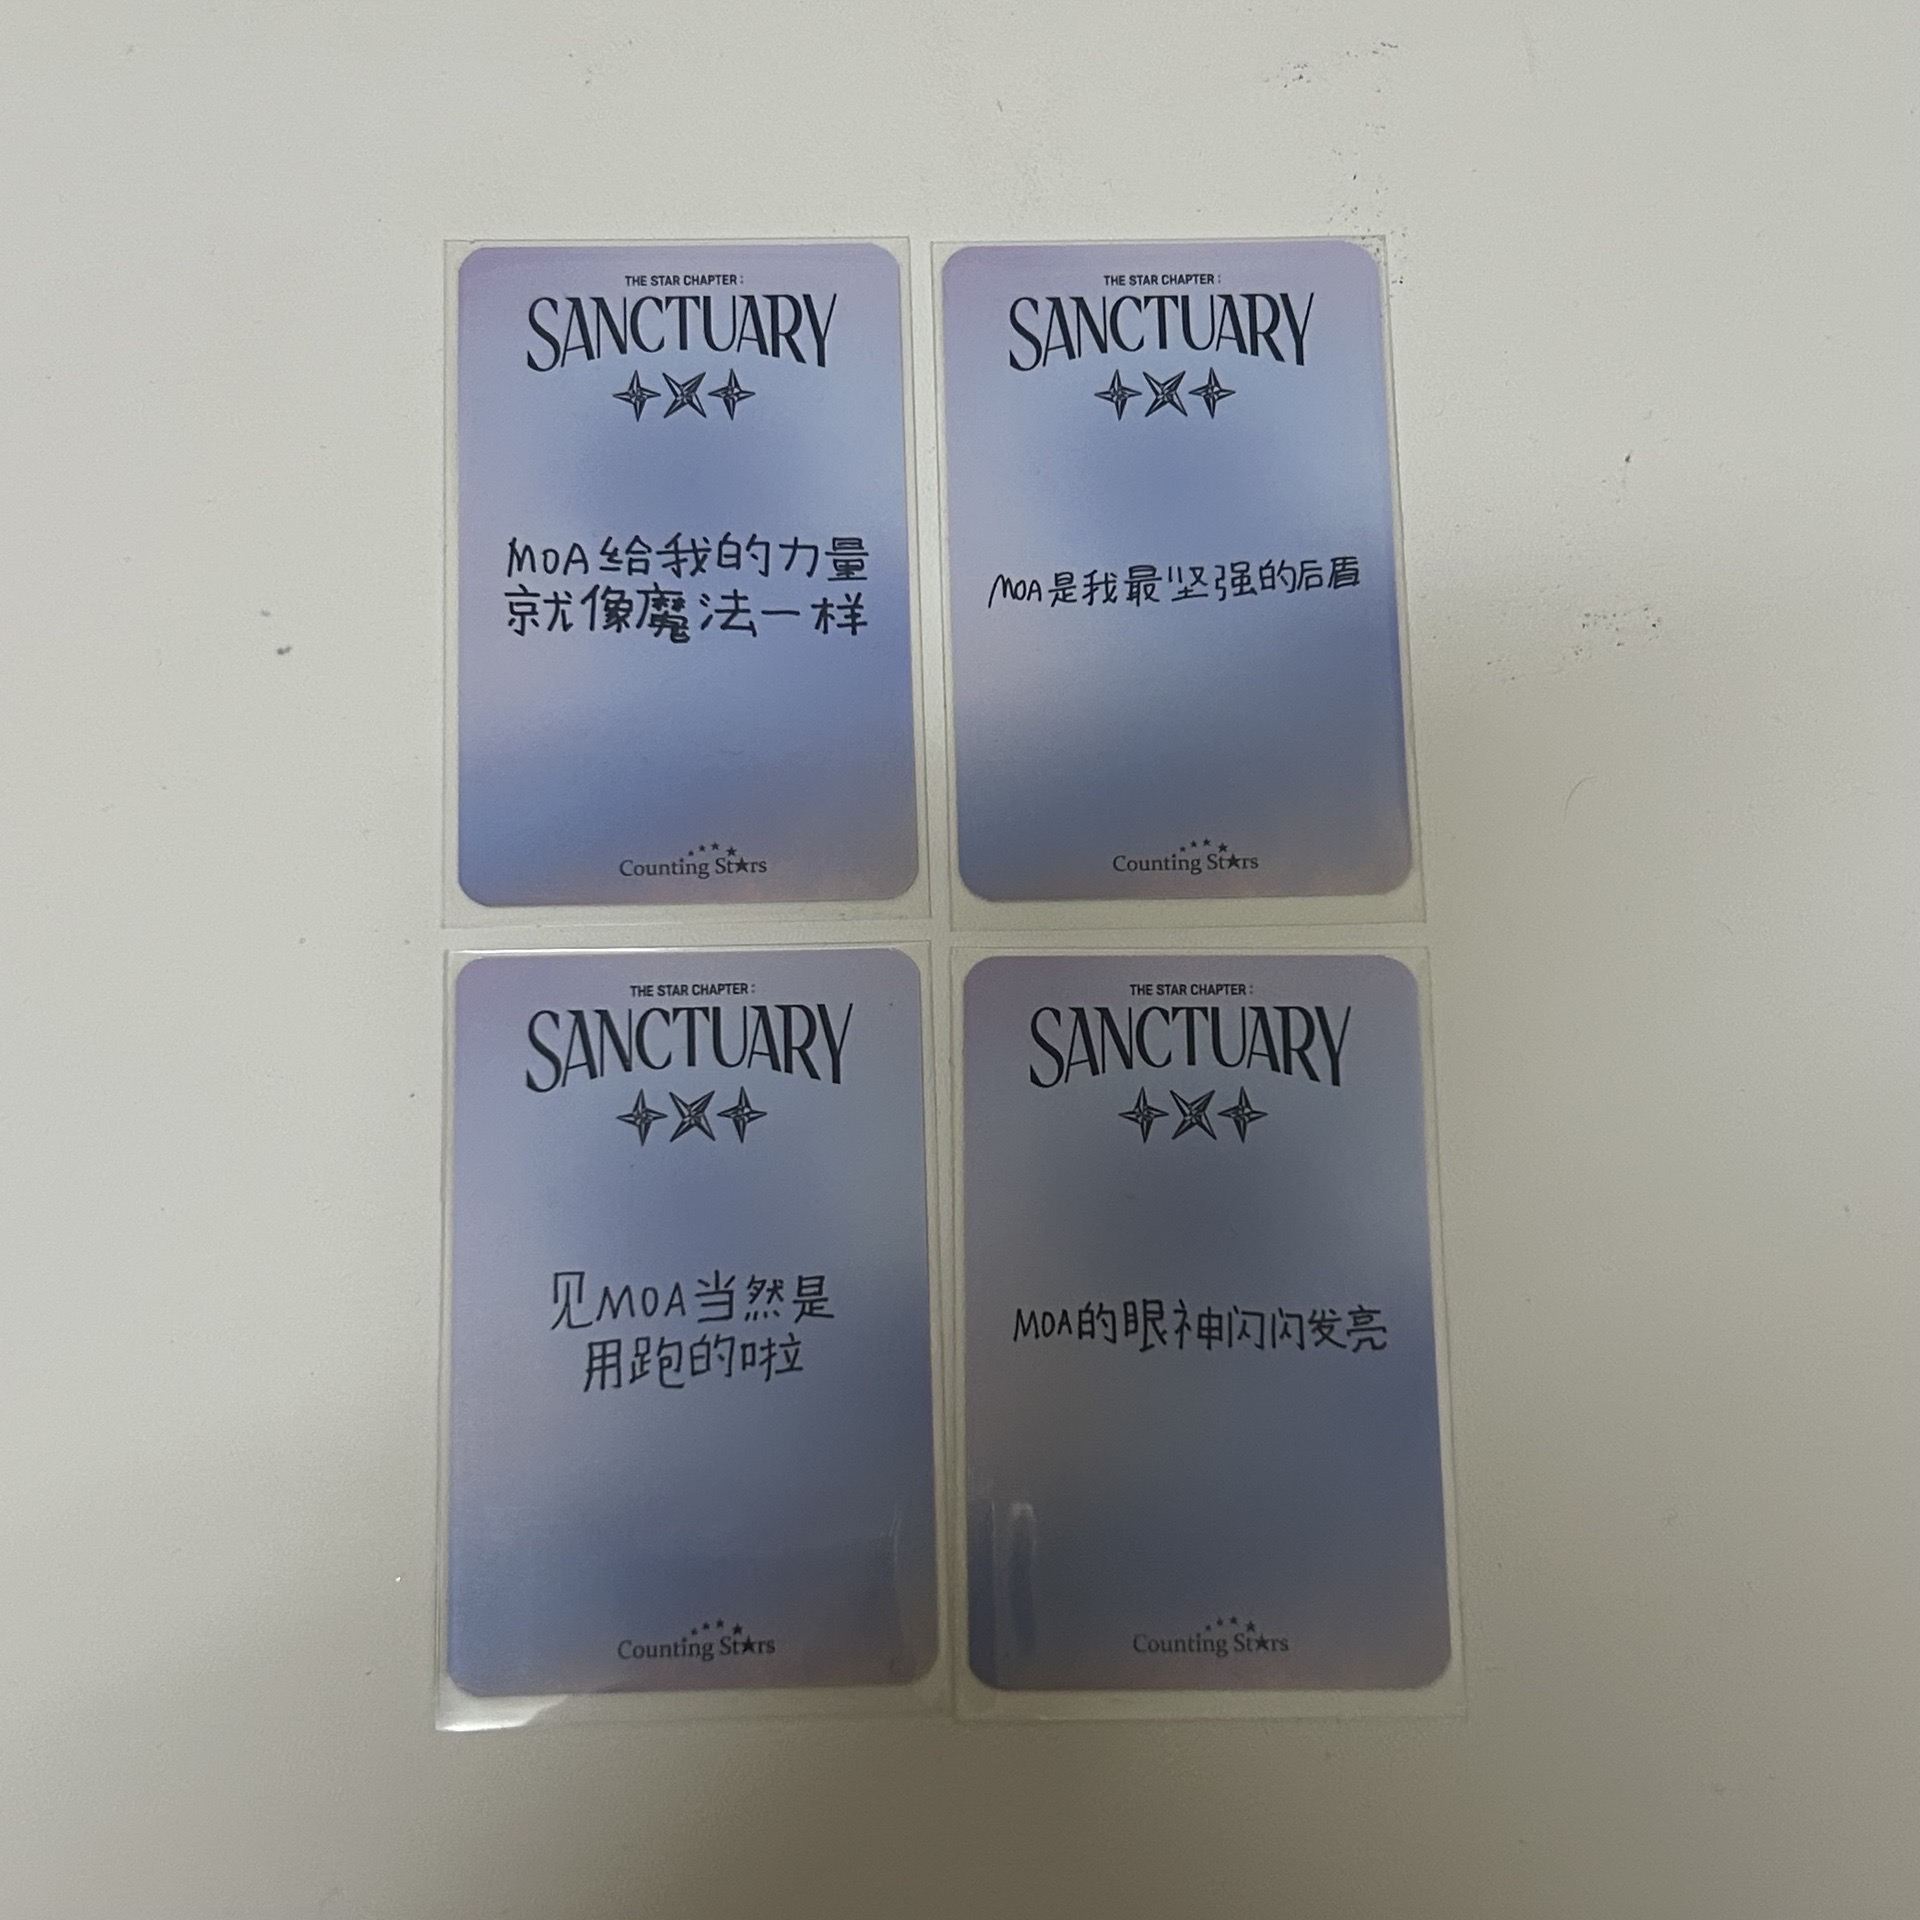 THE STAR CHAPTER :
SANCTUARY
MOA给我的力量
就像魔法一样
Counting Stars
THE STAR CHAPTER :
SANCTUARY
MOA是我最坚强的后盾
Counting Stars
THE STAR CHAPTER :
SANCTUARY
见MOA当然是
用跑的啦
Counting Stars
THE STAR CHAPTER :
SANCTUARY
MOA的眼神闪闪发亮
Counting Stars